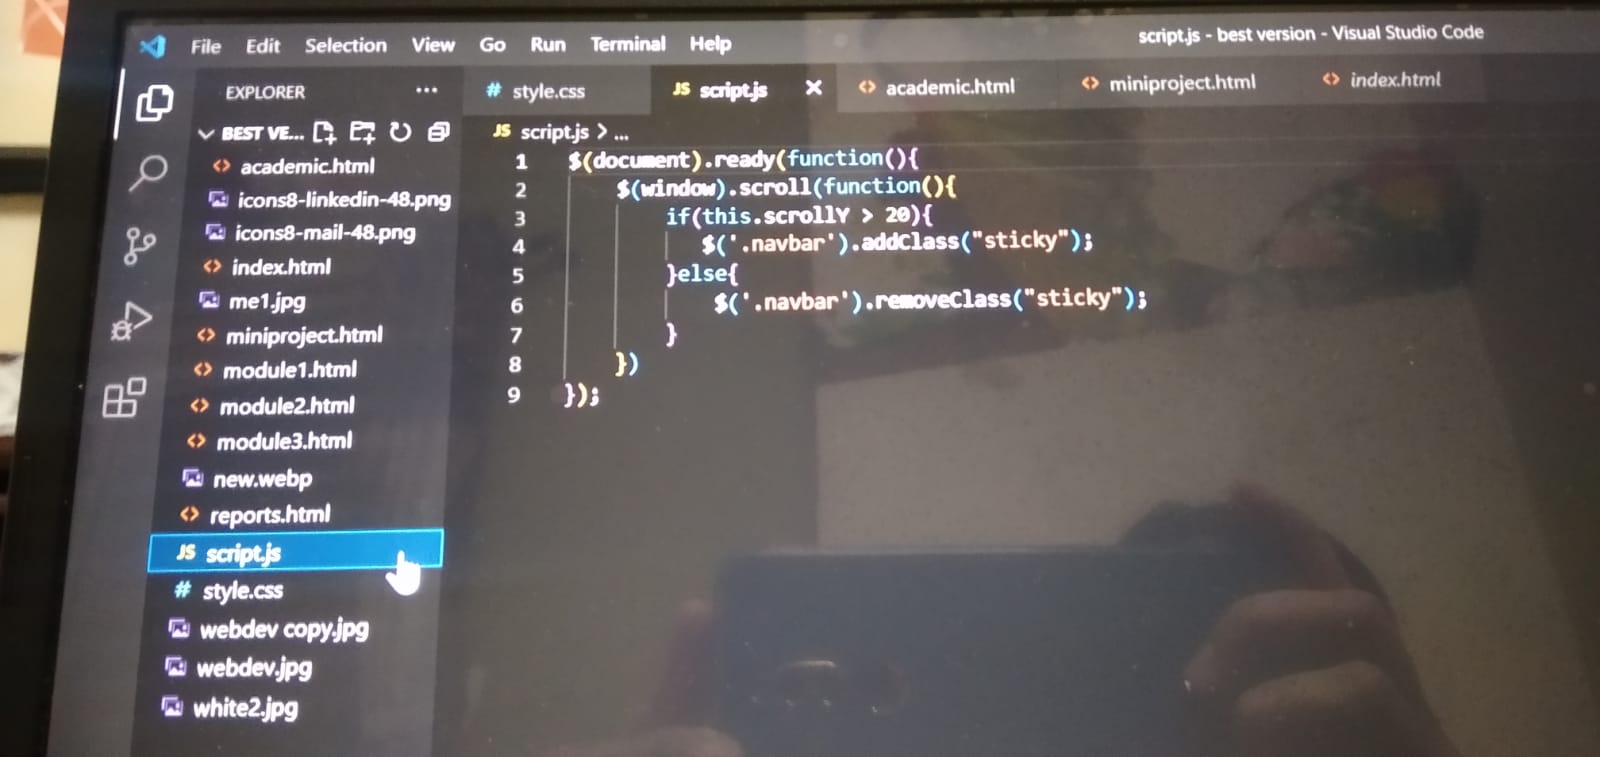 File Edit Selection View Go Run Terminal Help script.js - best version - Visual Studio Code
EXPLORER ...
# style.css JS script.js <> academic.html <> miniproject.html <> index.html
BEST VE...
JS script.js > ...
academic.html
icons8-linkedin-48.png
icons8-mail-48.png
index.html
me1.jpg
miniproject.html
module1.html
module2.html
module3.html
new.webp
reports.html
JS script.js
# style.css
webdev copy.jpg
webdev.jpg
white2.jpg
1 $(document).ready(function(){
2 $(window).scroll(function(){
3 if(this.scrollY > 20){
4 $('.navbar').addClass("sticky");
5 }else{
6 $('.navbar').removeClass("sticky");
7 }
8 })
9 });